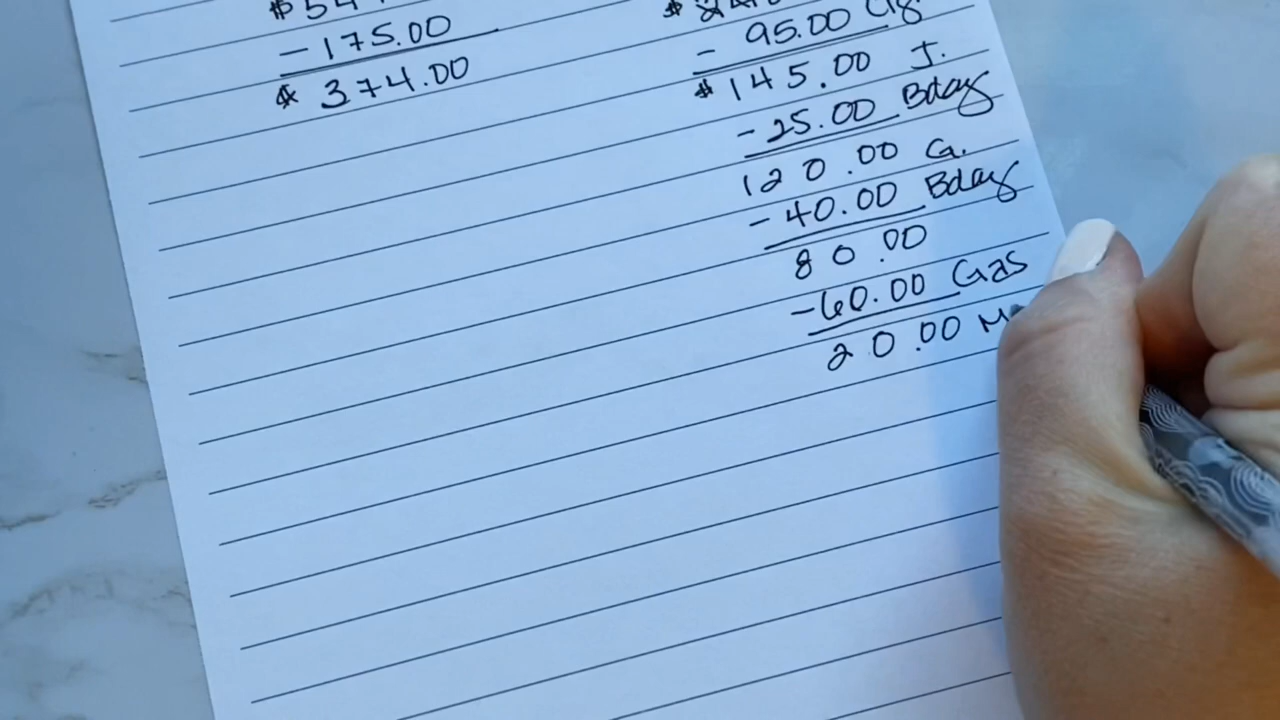 - 175.00
$ 374.00
- 95.00
$ 145.00 J.
- 25.00 Bday
120.00 G.
- 40.00 Bday
80.00
- 60.00 Gas
20.00